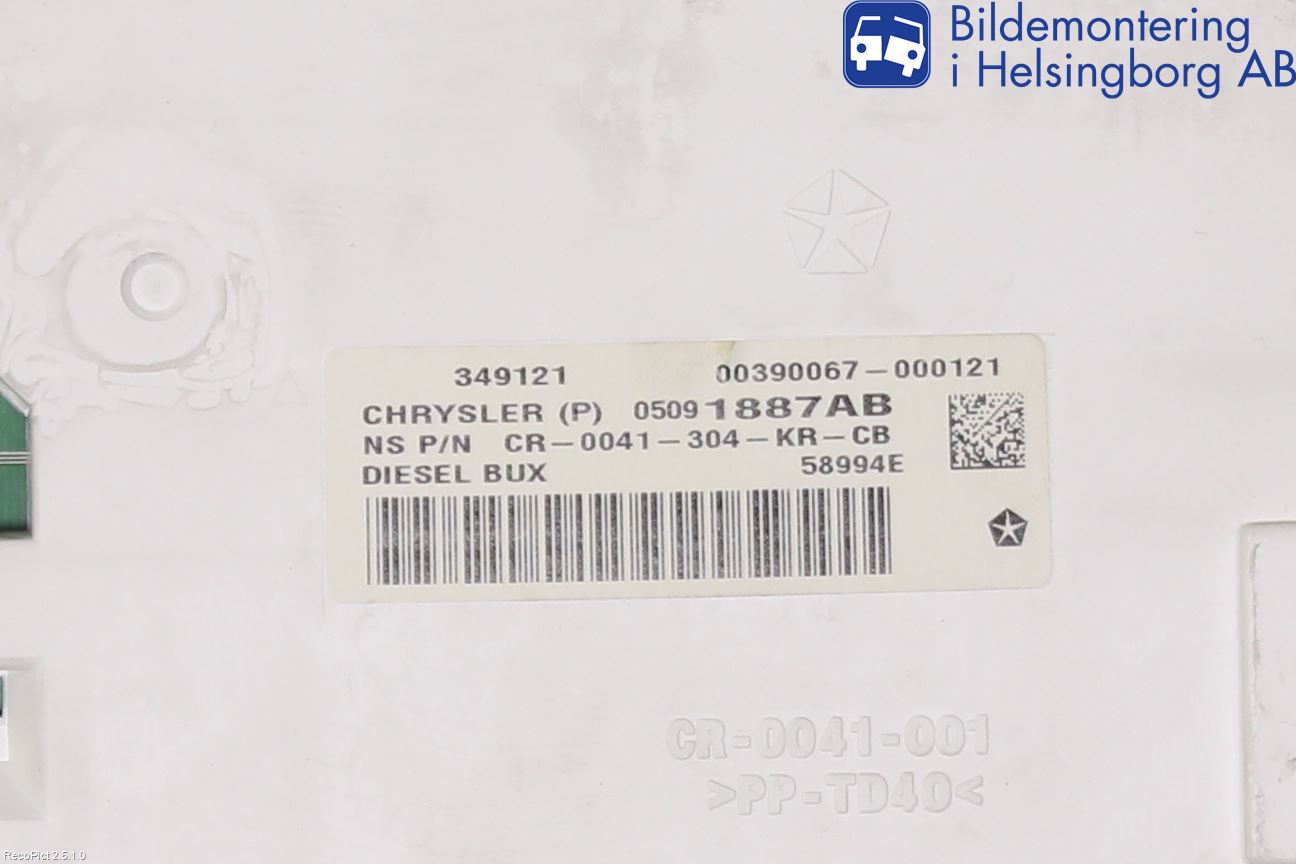 Bildemontering
i Helsingborg AB
349121 00390067-000121
CHRYSLER (P) 05091887AB
NS P/N CR-0041-304-KR-CB
DIESEL BUX 58994E
CR-0041-001
>PP-TD40<
RecoPict 2.5.1.0